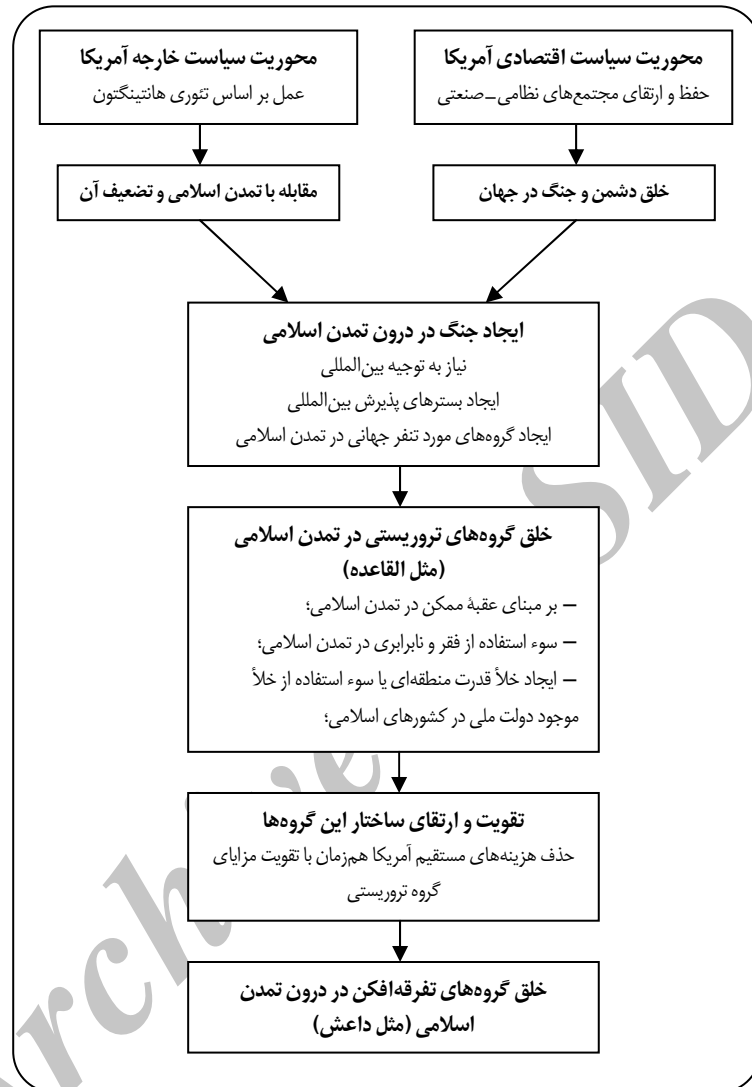 محوریت سیاست اقتصادی آمریکا
حفظ و ارتقای مجتمع‌های نظامی–صنعتی
محوریت سیاست خارجه آمریکا
عمل بر اساس تئوری هانتینگتون
خلق دشمن و جنگ در جهان
مقابله با تمدن اسلامی و تضعیف آن
ایجاد جنگ در درون تمدن اسلامی
نیاز به توجیه بین‌المللی
ایجاد بسترهای پذیرش بین‌المللی
ایجاد گروه‌های مورد تنفر جهانی در تمدن اسلامی
خلق گروه‌های تروریستی در تمدن اسلامی
(مثل القاعده)
– بر مبنای عقبهٔ ممکن در تمدن اسلامی؛
– سوء استفاده از فقر و نابرابری در تمدن اسلامی؛
– ایجاد خلأ قدرت منطقه‌ای یا سوء استفاده از خلأ
موجود دولت ملی در کشورهای اسلامی؛
تقویت و ارتقای ساختار این گروه‌ها
حذف هزینه‌های مستقیم آمریکا هم‌زمان با تقویت مزایای
گروه تروریستی
خلق گروه‌های تفرقه‌افکن در درون تمدن
اسلامی (مثل داعش)